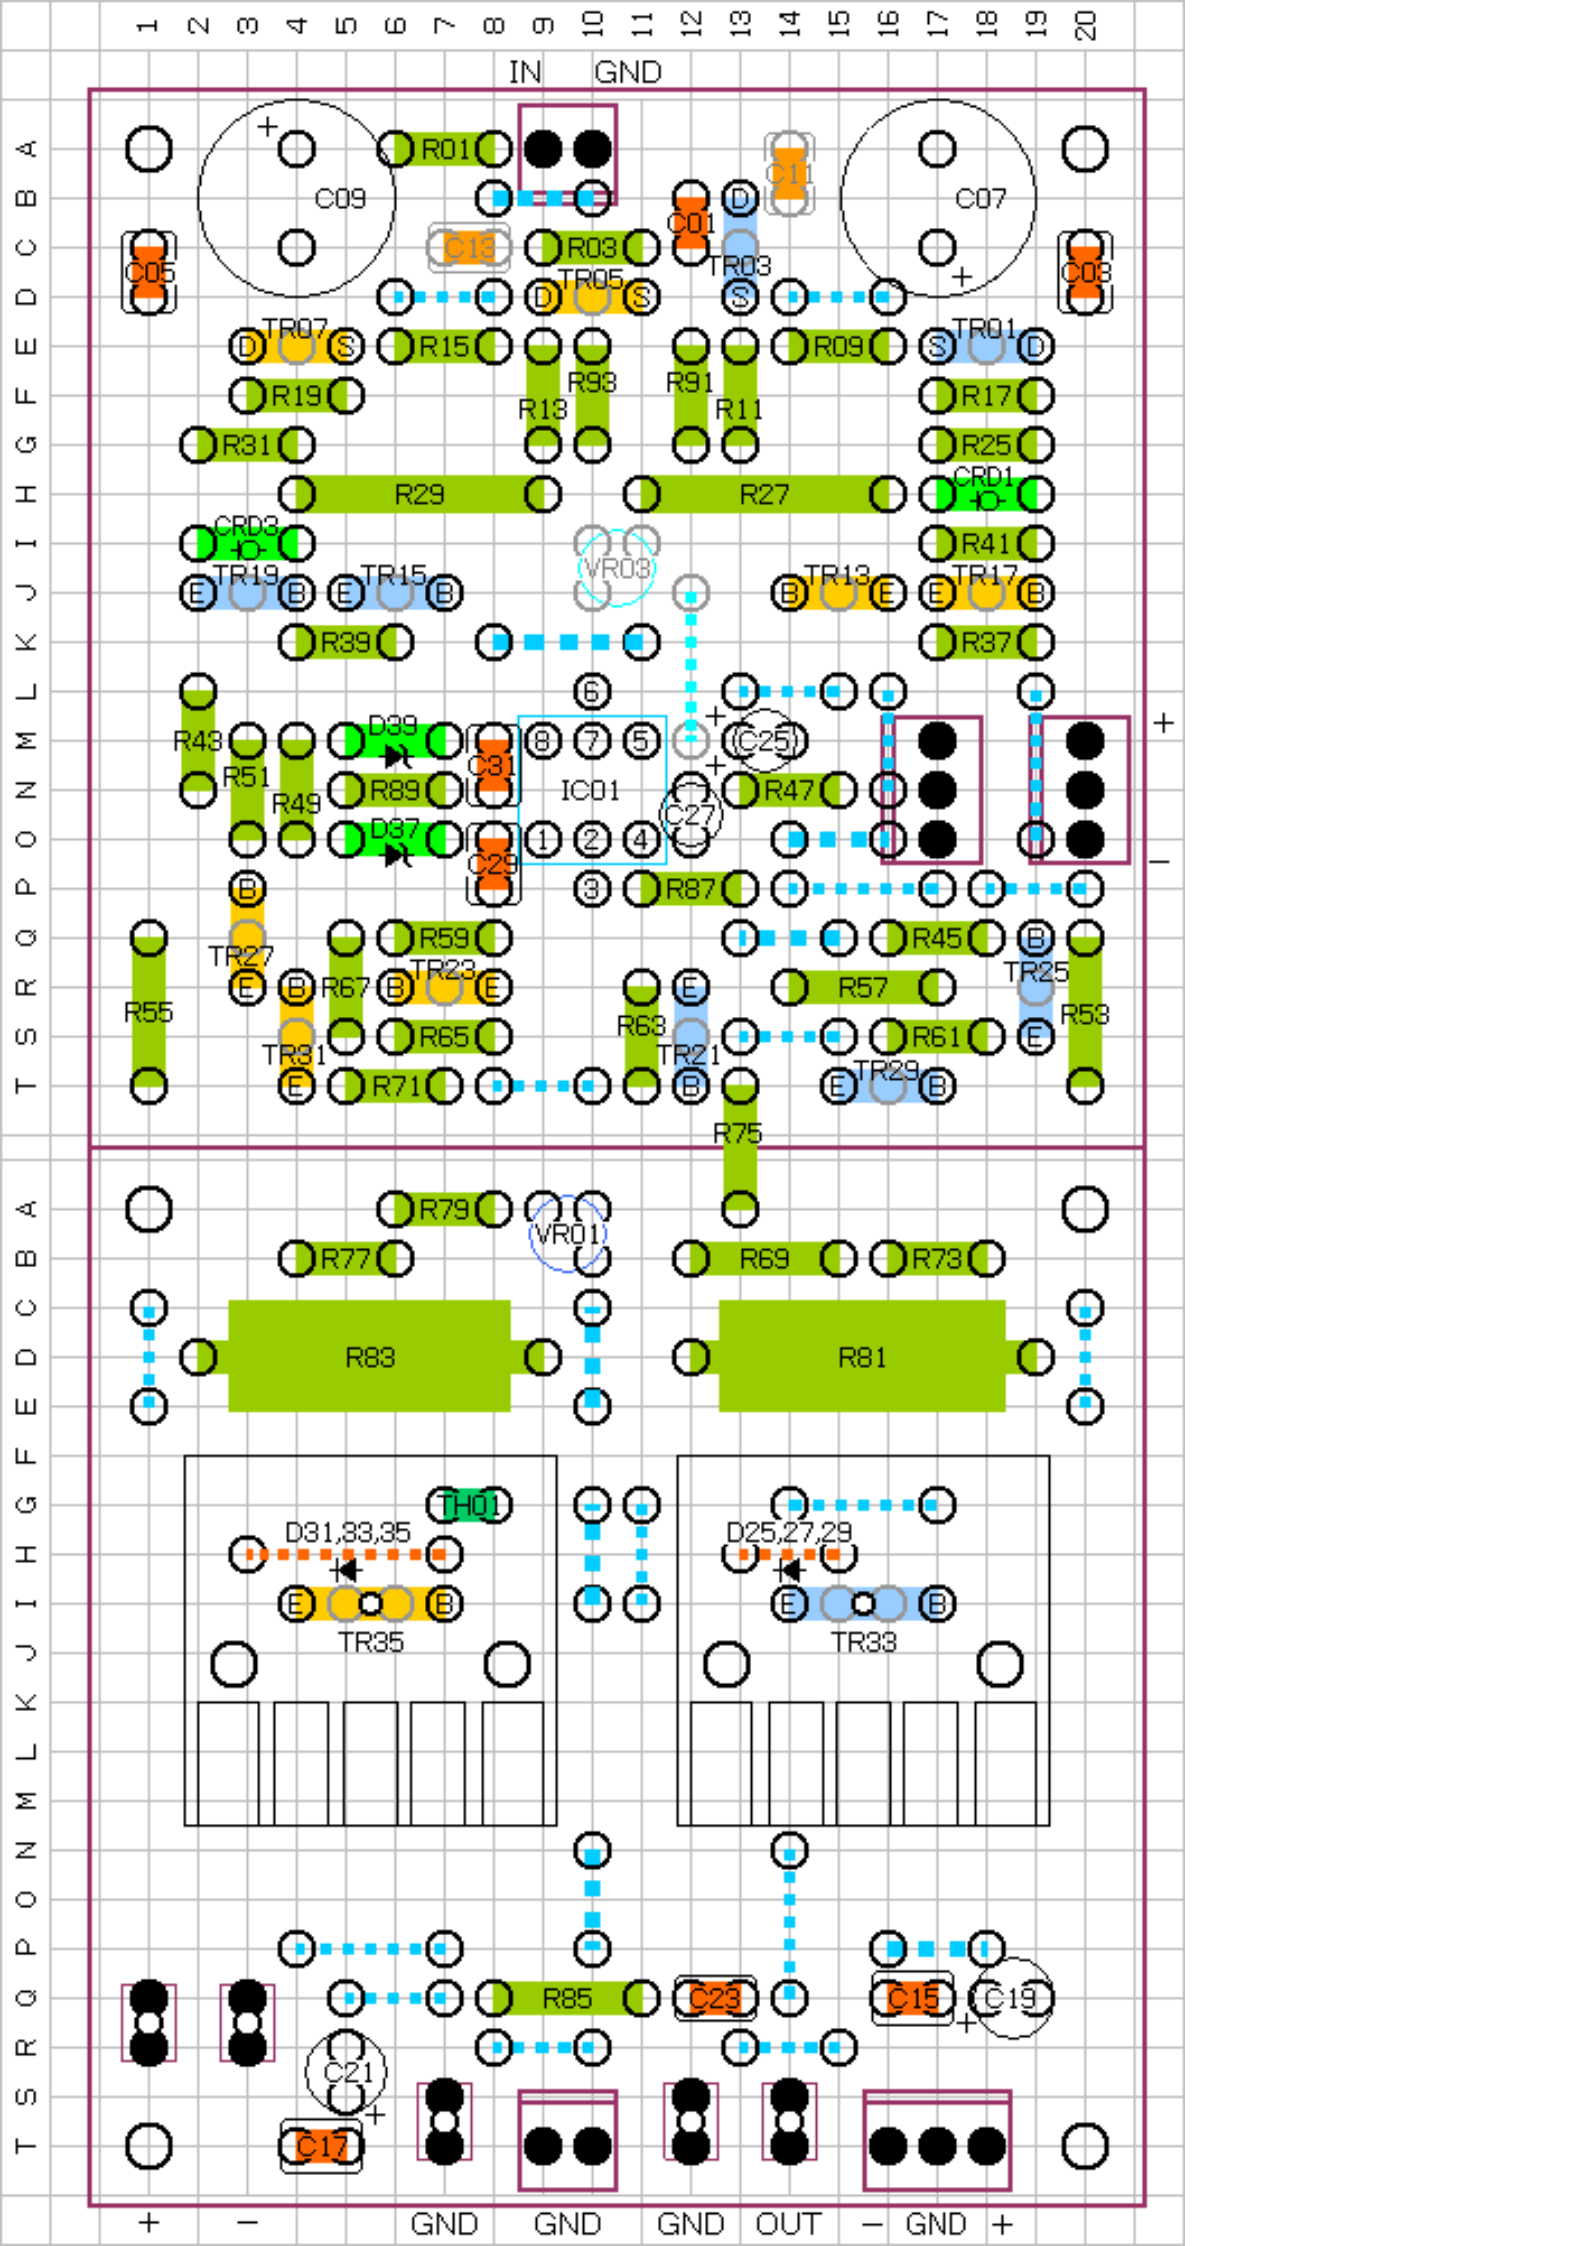 1 2 3 4 5 6 7 8 9 10 11 12 13 14 15 16 17 18 19 20
IN GND
A + R01 C11
B C09 D C01 C07
C C05 C13 R03 TR03 C03
D TR05 D S S +
E TR07 D S R15 R09 TR01 S D
F R19 R13 R93 R91 R11 R17
G R31 R25
H R29 R27 CRD1
I CRD3 VR03 R41
J TR19 E B TR15 E B TR13 B E TR17 E B
K R39 R37
L 6 +
M R43 D39 C31 8 7 5 + C25 +
N R51 R49 R89 IC01 C27 R47
O D37 C29 1 2 4 −
P B 3 R87
Q TR27 R59 R45 B TR25
R R55 E B R67 TR23 B E R63 E R57 R53
S TR31 R65 TR21 R61 E
T E R71 B TR29 E B
R75
A R79 VR01
B R77 R69 R73
C
D R83 R81
E
F
G TH01
H D31,33,35 D25,27,29
I E B E B
J TR35 TR33
K
L
M
N
O
P
Q R85 C23 C15 C19
R C21 +
S +
T C17
+ − GND GND GND OUT − GND +